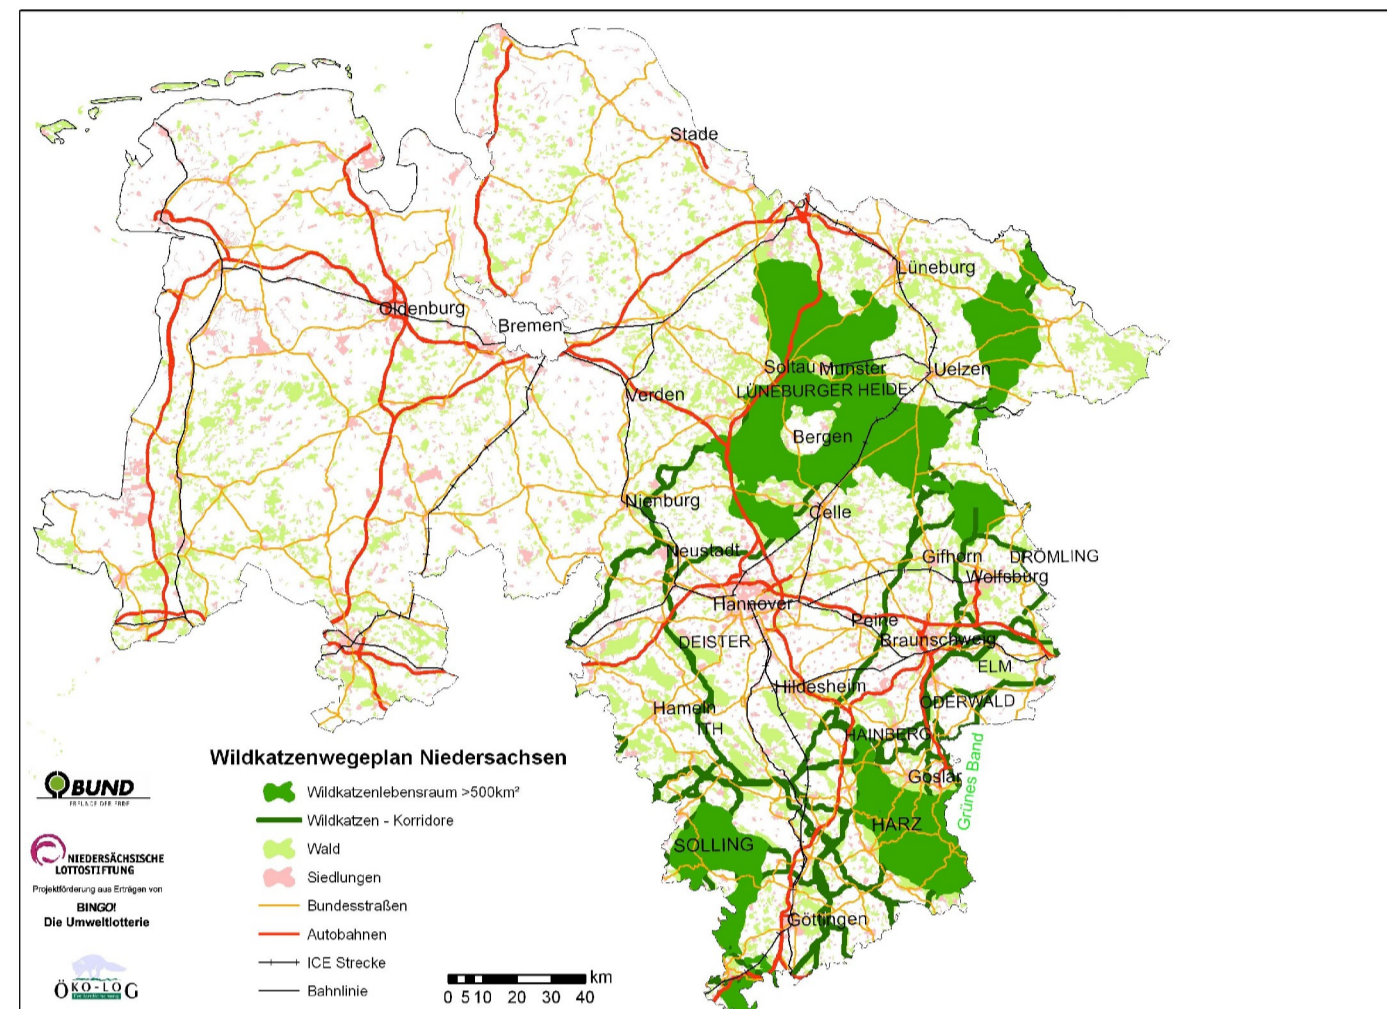 Stade
Lüneburg
Oldenburg
Bremen
Soltau
Munster
Uelzen
LÜNEBURGER HEIDE
Verden
Bergen
Nienburg
Celle
Neustadt
Gifhorn
DRÖMLING
Wolfsburg
Hannover
Peine
DEISTER
Braunschweig
ELM
Hildesheim
ODERWALD
Hameln
ITH
HAINBERG
Goslar
Grünes Band
HARZ
SOLLING
Göttingen
Wildkatzenwegeplan Niedersachsen
Wildkatzenlebensraum >500km²
Wildkatzen - Korridore
Wald
Siedlungen
Bundesstraßen
Autobahnen
ICE Strecke
Bahnlinie
km
0 5 10 20 30 40
BUND
FREUNDE DER ERDE
NIEDERSÄCHSISCHE
LOTTOSTIFTUNG
Projektförderung aus Erträgen von
BINGO!
Die Umweltlotterie
ÖKO-LOG